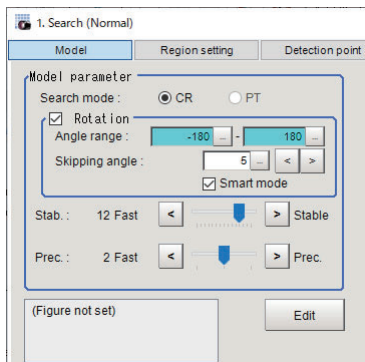 1. Search (Normal)
Model Region setting Detection point
Model parameter
Search mode : CR PT
Rotation
Angle range : -180 ... - 180 ...
Skipping angle : 5 ... < >
Smart mode
Stab. : 12 Fast < > Stable
Prec. : 2 Fast < > Prec.
(Figure not set) Edit